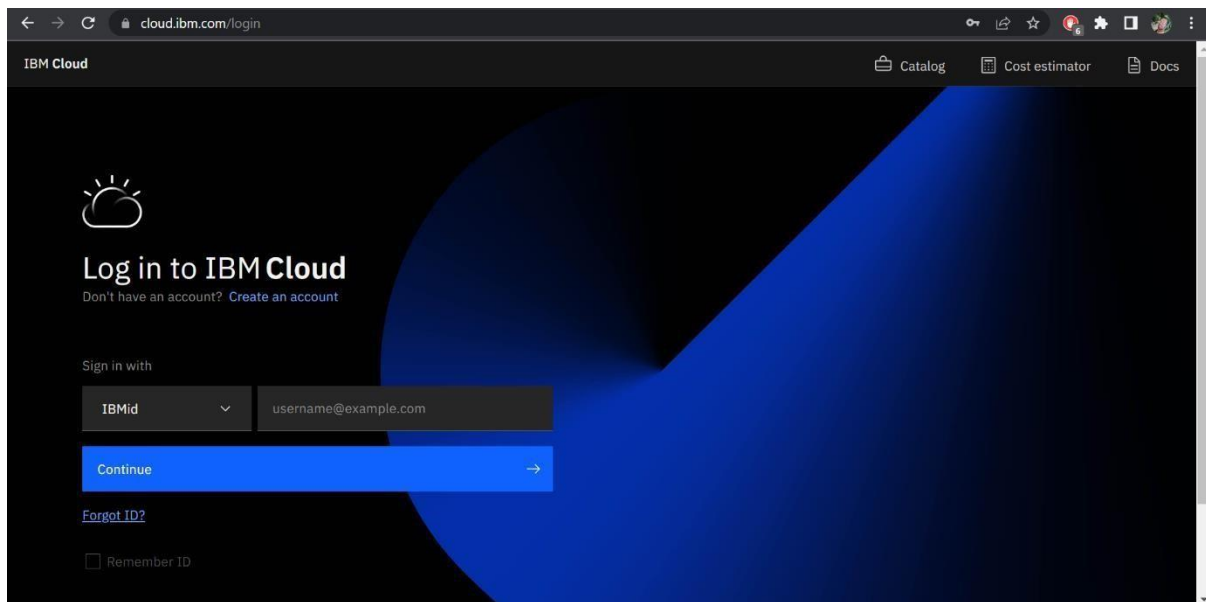 cloud.ibm.com/login
6
IBM Cloud
Catalog
Cost estimator
Docs
Log in to IBM Cloud
Don't have an account? Create an account
Sign in with
IBMid
username@example.com
Continue
Forgot ID?
Remember ID